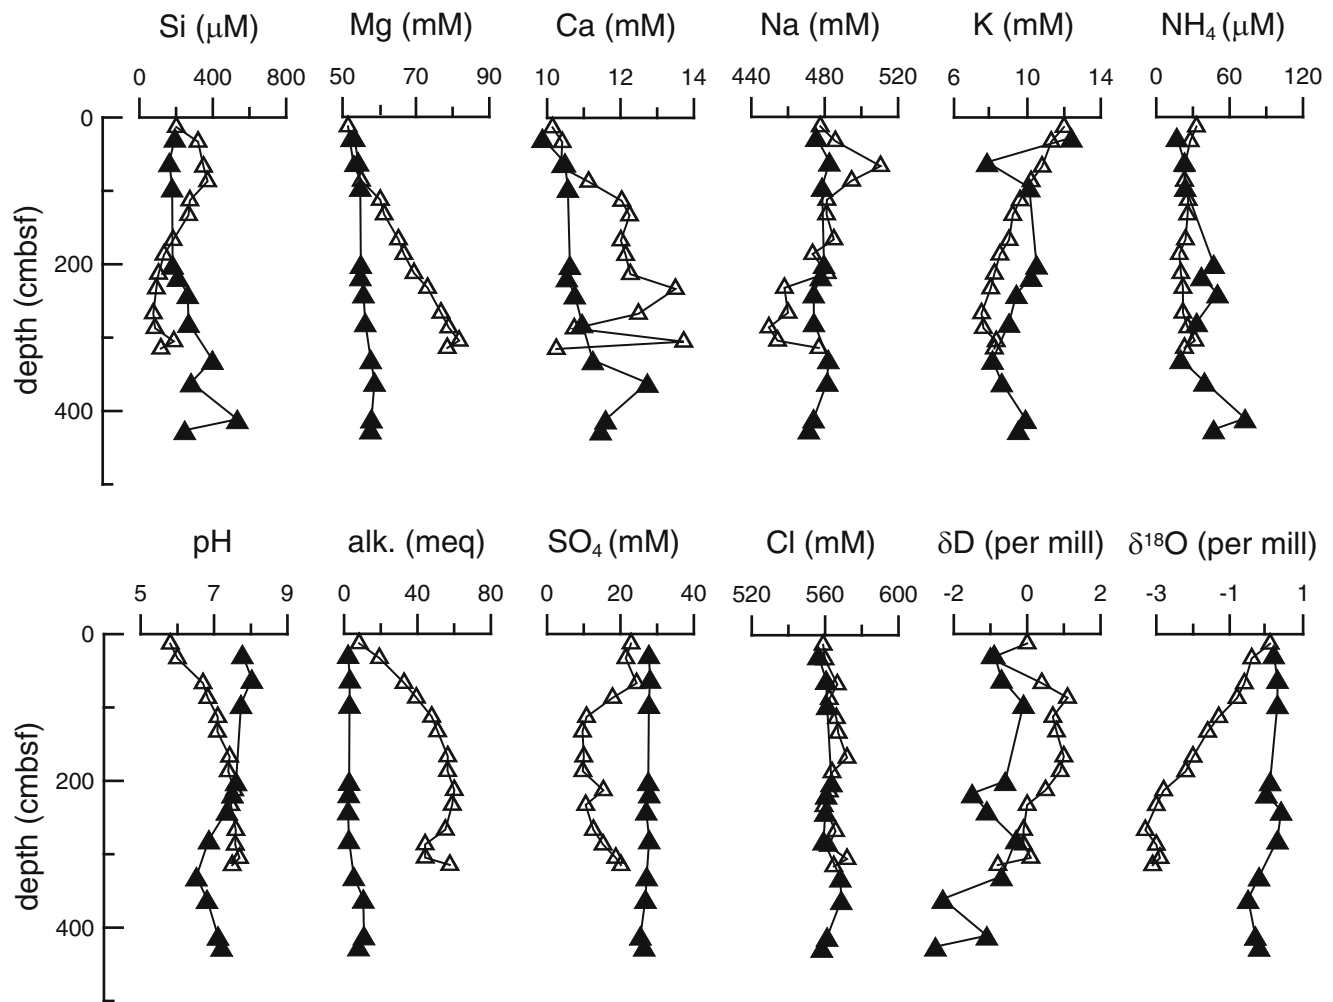 Si (μM) Mg (mM) Ca (mM) Na (mM) K (mM) NH₄ (μM)
0 400 800 50 70 90 10 12 14 440 480 520 6 10 14 0 60 120
0
200
400
depth (cmbsf)
pH alk. (meq) SO₄ (mM) Cl (mM) δD (per mill) δ¹⁸O (per mill)
5 7 9 0 40 80 0 20 40 520 560 600 -2 0 2 -3 -1 1
0
200
400
depth (cmbsf)